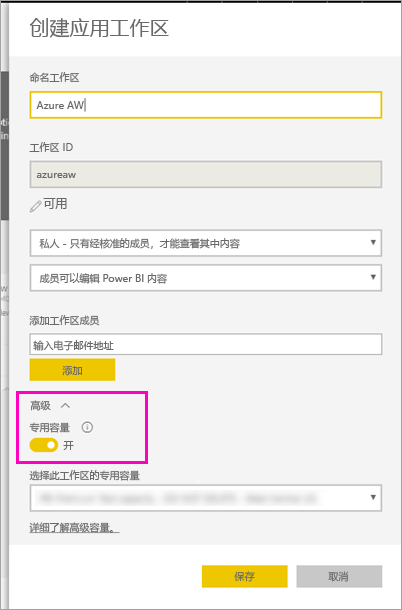 创建应用工作区
命名工作区
Azure AW
工作区 ID
azureaw
可用
私人 - 只有经核准的成员，才能查看其中内容
成员可以编辑 Power BI 内容
添加工作区成员
输入电子邮件地址
添加
高级
专用容量
开
选择此工作区的专用容量
详细了解高级容量。
保存
取消